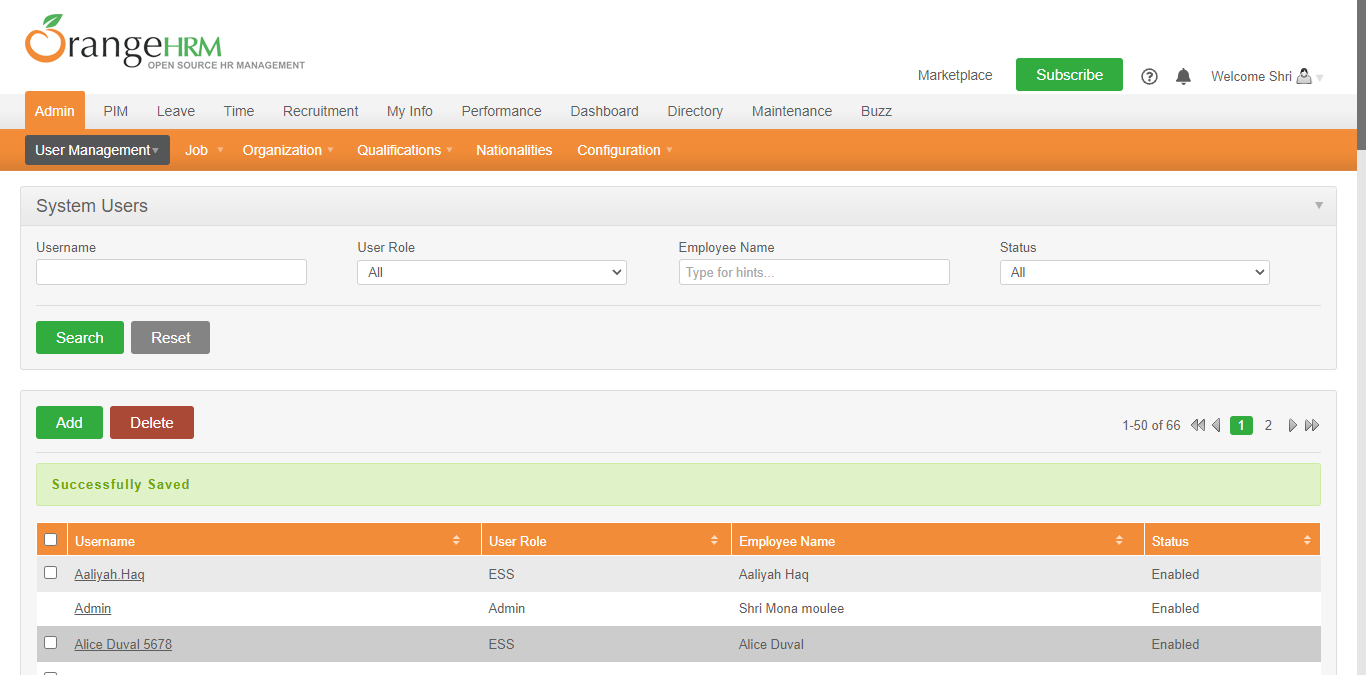 OrangeHRM
OPEN SOURCE HR MANAGEMENT
Marketplace Subscribe ? Welcome Shri
Admin PIM Leave Time Recruitment My Info Performance Dashboard Directory Maintenance Buzz
User Management Job Organization Qualifications Nationalities Configuration
System Users
Username User Role Employee Name Status
All Type for hints... All
Search Reset
Add Delete 1-50 of 66 1 2
Successfully Saved
Username User Role Employee Name Status
Aaliyah.Haq ESS Aaliyah Haq Enabled
Admin Admin Shri Mona moulee Enabled
Alice Duval 5678 ESS Alice Duval Enabled